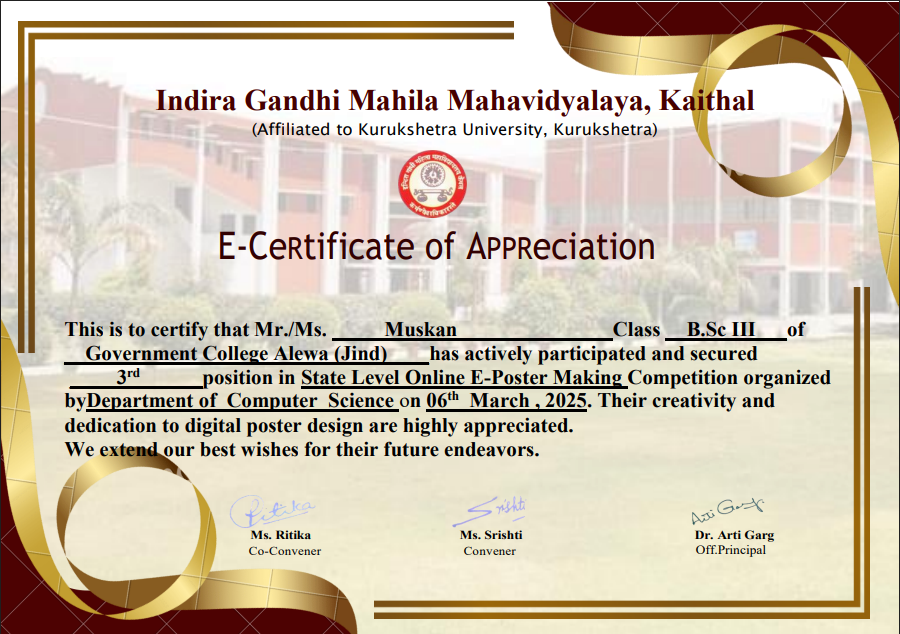 Indira Gandhi Mahila Mahavidyalaya, Kaithal
(Affiliated to Kurukshetra University, Kurukshetra)
E-Certificate of Appreciation
This is to certify that Mr./Ms. Muskan Class B.Sc III of
Government College Alewa (Jind) has actively participated and secured
3rd position in State Level Online E-Poster Making Competition organized
byDepartment of Computer Science on 06th March , 2025. Their creativity and
dedication to digital poster design are highly appreciated.
We extend our best wishes for their future endeavors.
Ritika Srishti Arti Garg
Ms. Ritika Ms. Srishti Dr. Arti Garg
Co-Convener Convener Off.Principal